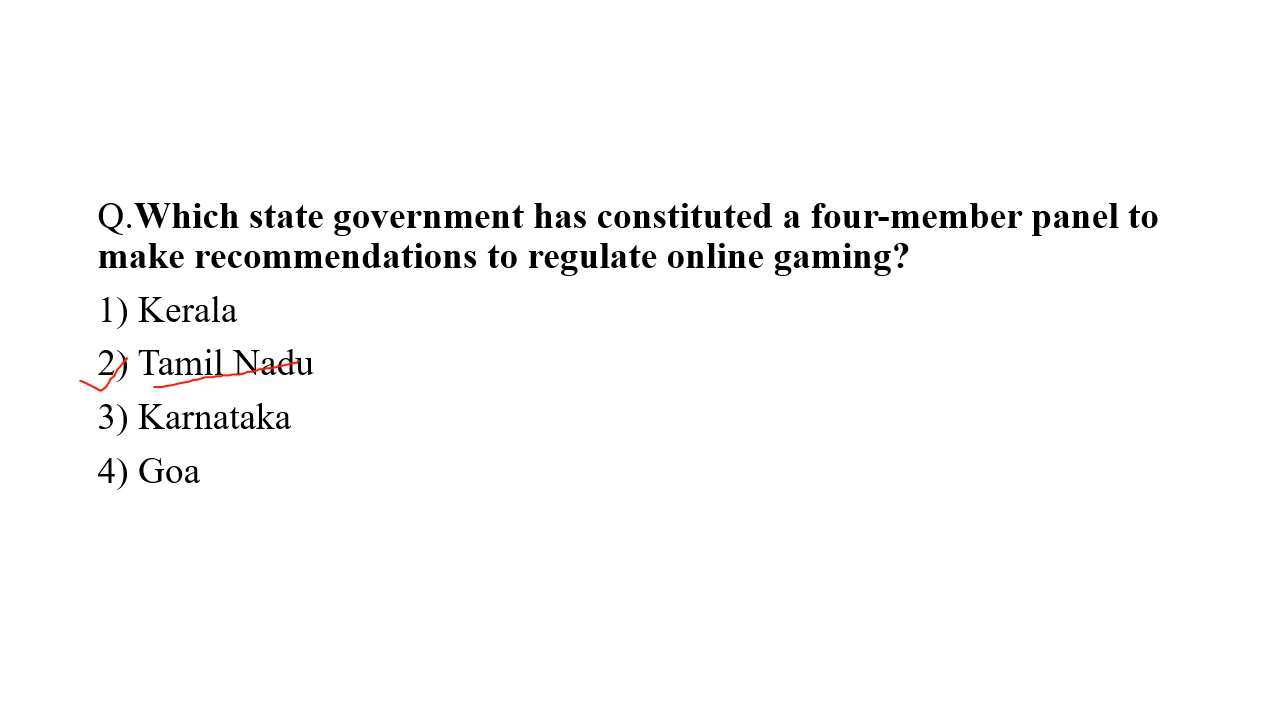 Q.Which state government has constituted a four-member panel to
make recommendations to regulate online gaming?
1) Kerala
2) Tamil Nadu
3) Karnataka
4) Goa